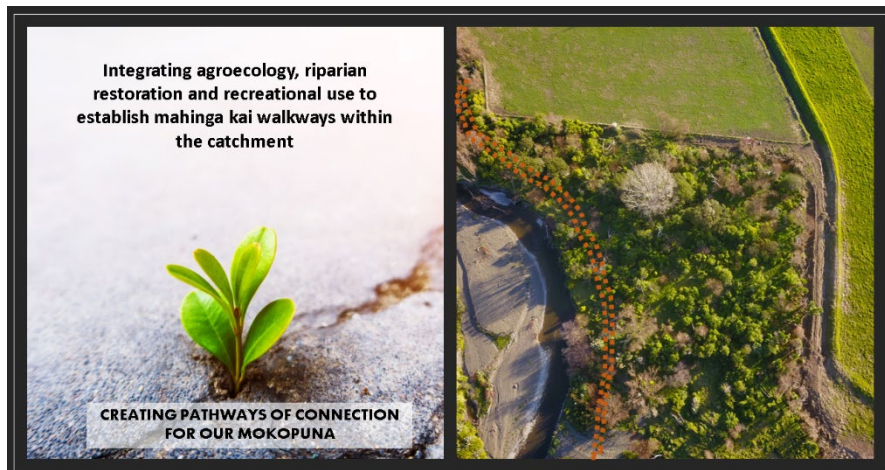 Integrating agroecology, riparian
restoration and recreational use to
establish mahinga kai walkways within
the catchment
CREATING PATHWAYS OF CONNECTION
FOR OUR MOKOPUNA